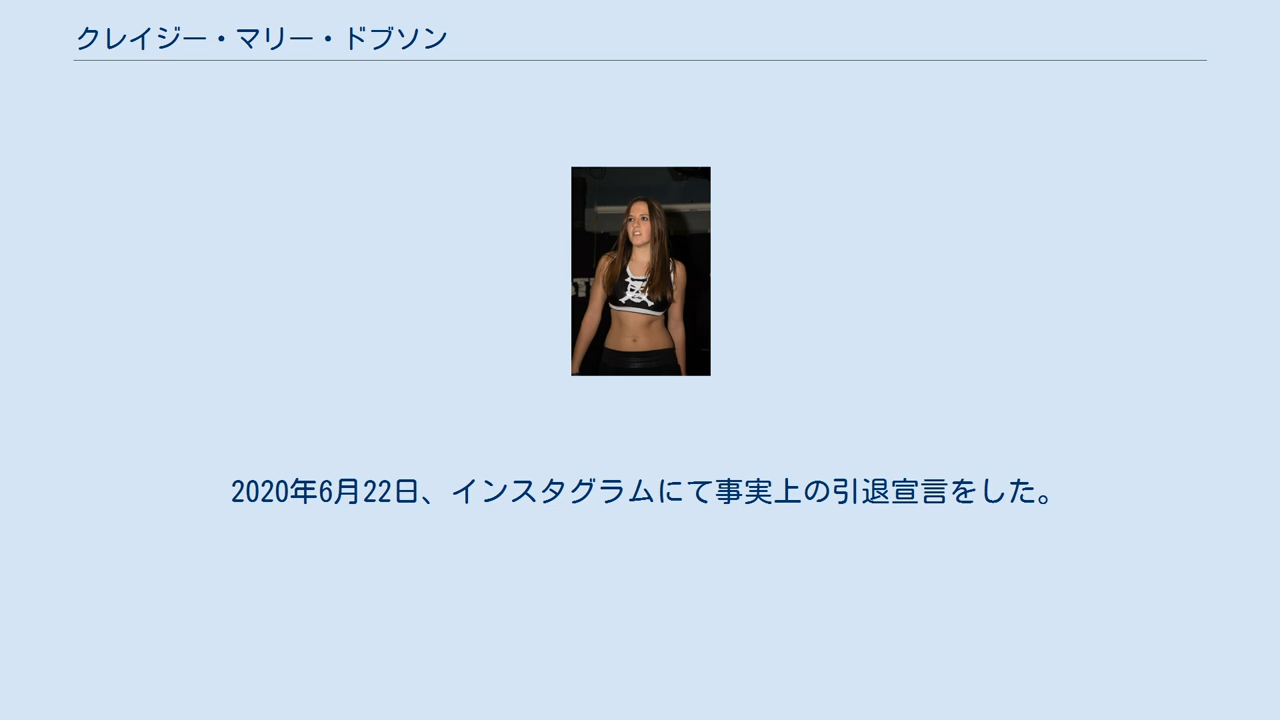 クレイジー・マリー・ドブソン
2020年6月22日、インスタグラムにて事実上の引退宣言をした。